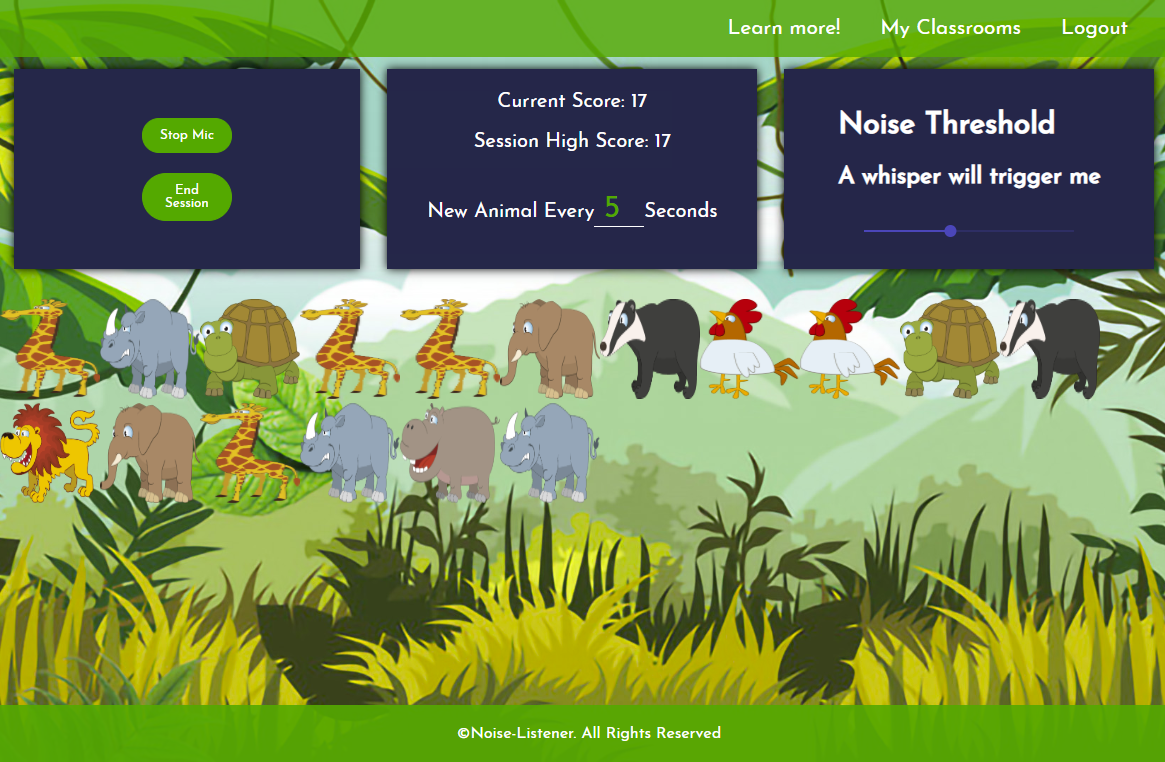 Learn more! My Classrooms Logout
Stop Mic
End
Session
Current Score: 17
Session High Score: 17
New Animal Every 5 Seconds
Noise Threshold
A whisper will trigger me
©Noise-Listener. All Rights Reserved